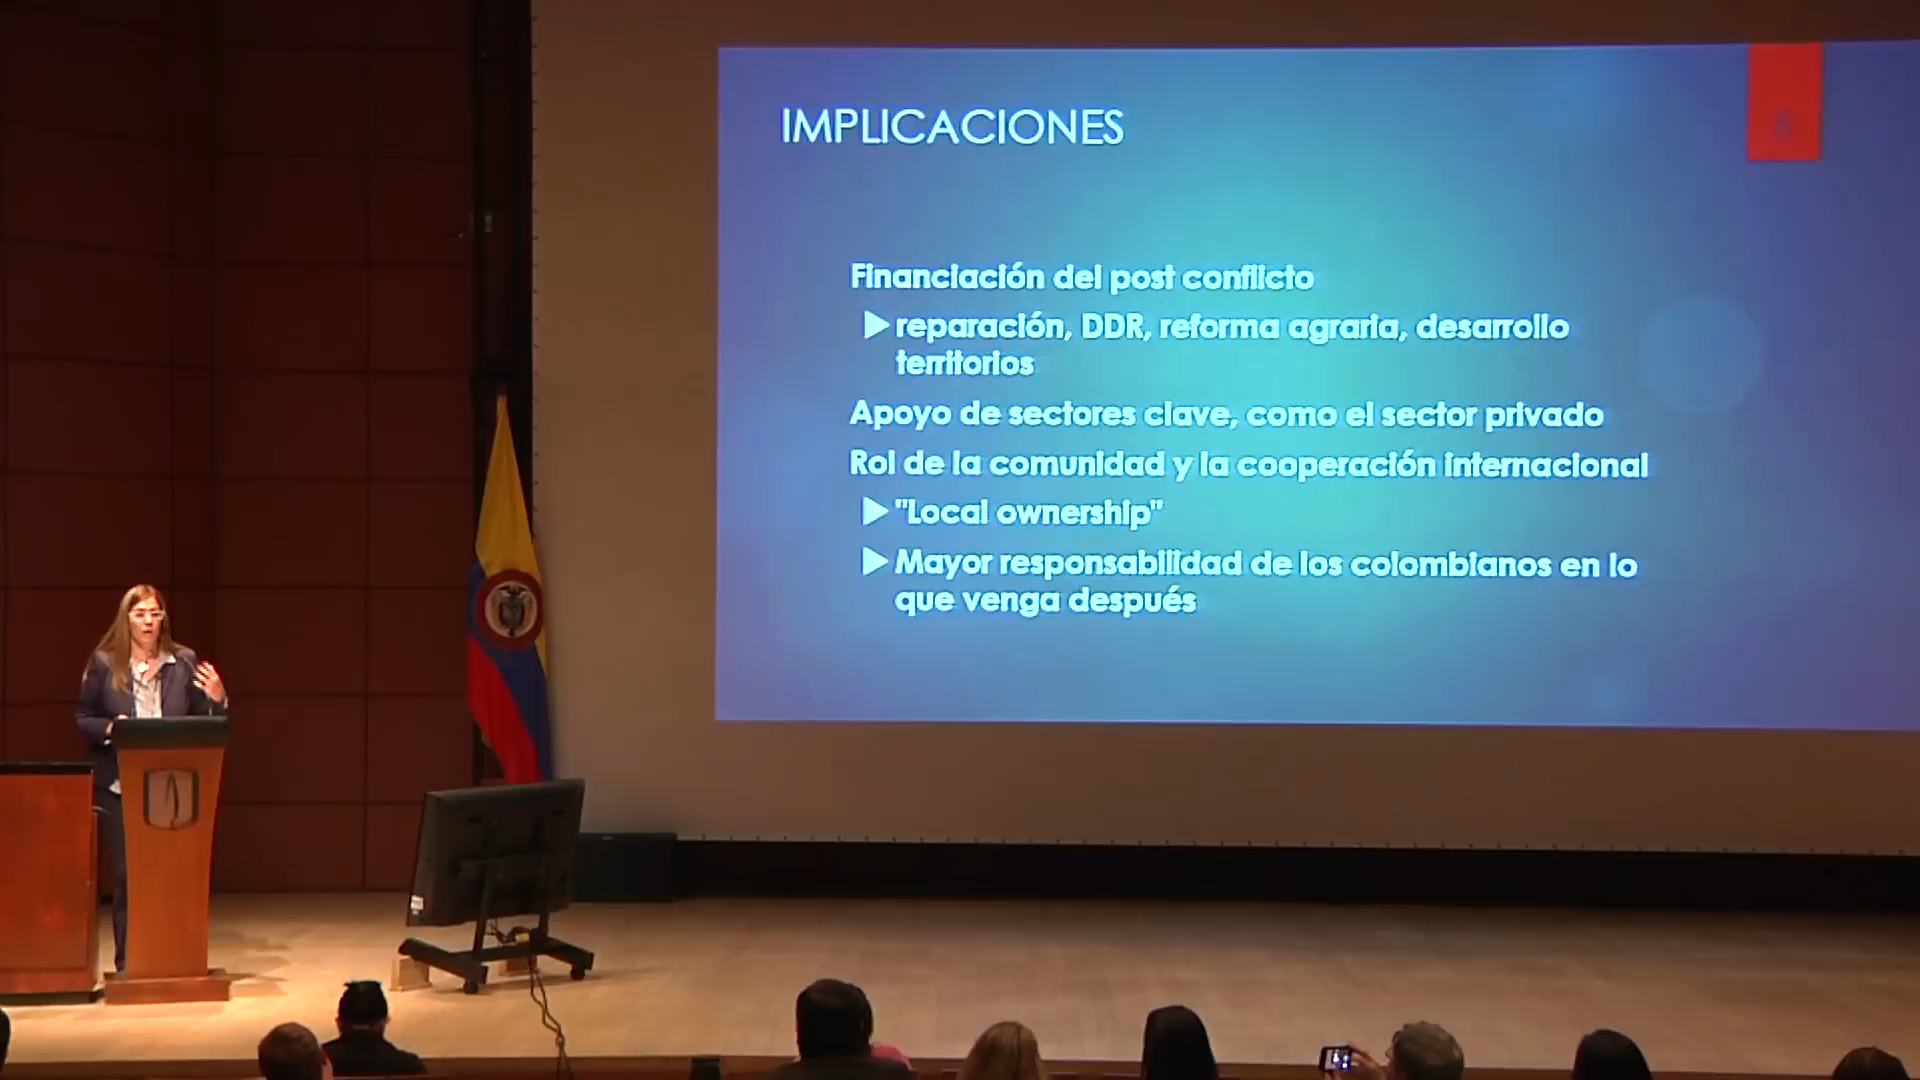 IMPLICACIONES
Financiación del post conflicto
reparación, DDR, reforma agraria, desarrollo
territorios
Apoyo de sectores clave, como el sector privado
Rol de la comunidad y la cooperación internacional
"Local ownership"
Mayor responsabilidad de los colombianos en lo
que venga después